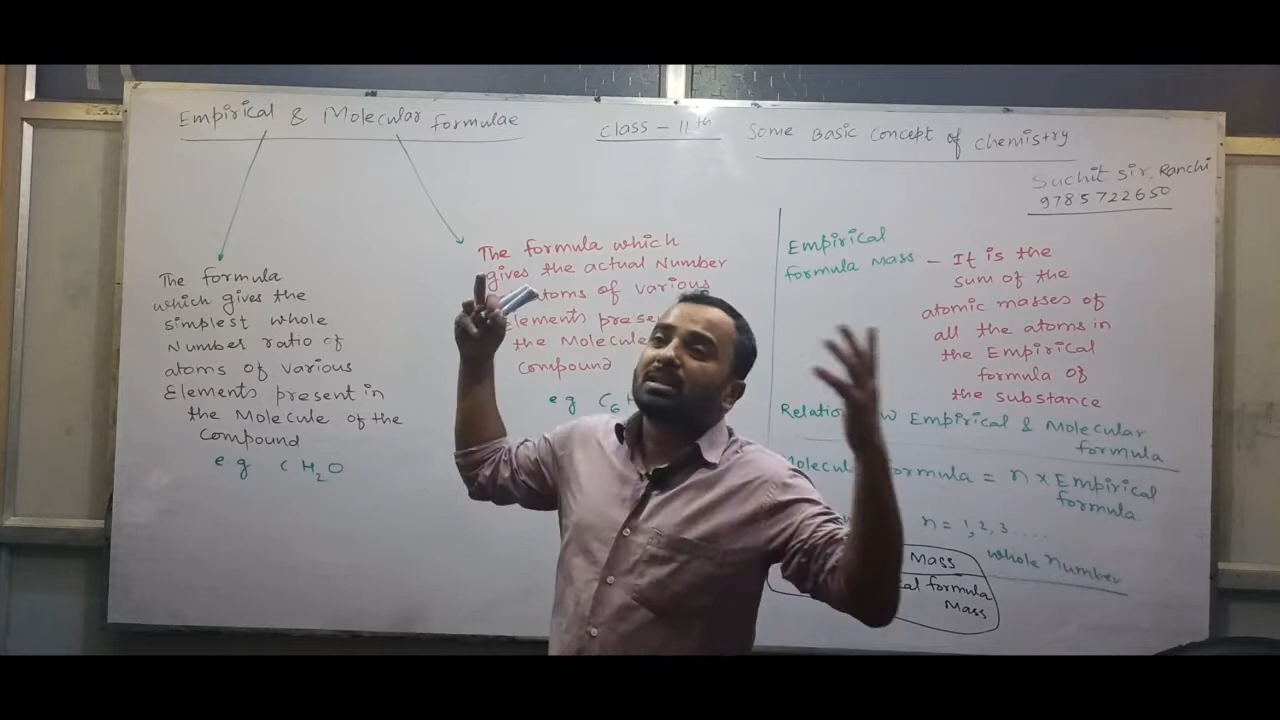 Empirical & Molecular formulae
class - 11th
Some Basic concept of chemistry
Suchit Sir, Ranchi
9785722650
The formula
which gives the
simplest whole
Number ratio of
atoms of various
Elements present in
the Molecule of the
compound
e g CH2O
The formula which
gives the actual Number
atoms of various
Elements
the
compound
e g C6
Empirical
formula Mass - It is the
sum of the
atomic masses of
all the atoms in
the Empirical
formula of
the substance
Empirical & Molecular
formula
formula = n x Empirical
formula
n = 1, 2, 3 ....
whole number
Mass
formula
Mass